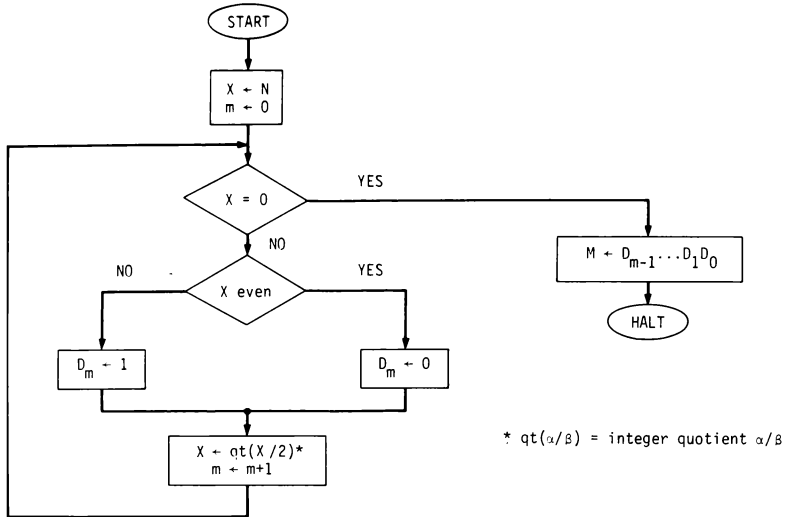 START
X ← N
m ← 0
X = 0
YES
NO
M ← D_{m-1}...D_1D_0
HALT
NO
X even
YES
D_m ← 1
D_m ← 0
X ← qt(X/2)*
m ← m+1
* qt(α/β) = integer quotient α/β